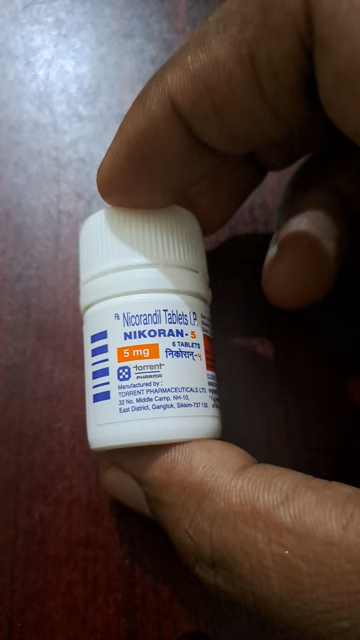 Rx Nicorandil Tablets I.P.
NIKORAN-5
6 TABLETS
5 mg
निकोरान्-५
torrent
PHARMA
Manufactured by :
TORRENT PHARMACEUTICALS LTD.
32 No. Middle Camp, NH-10,
East District, Gangtok, Sikkim-737 135.